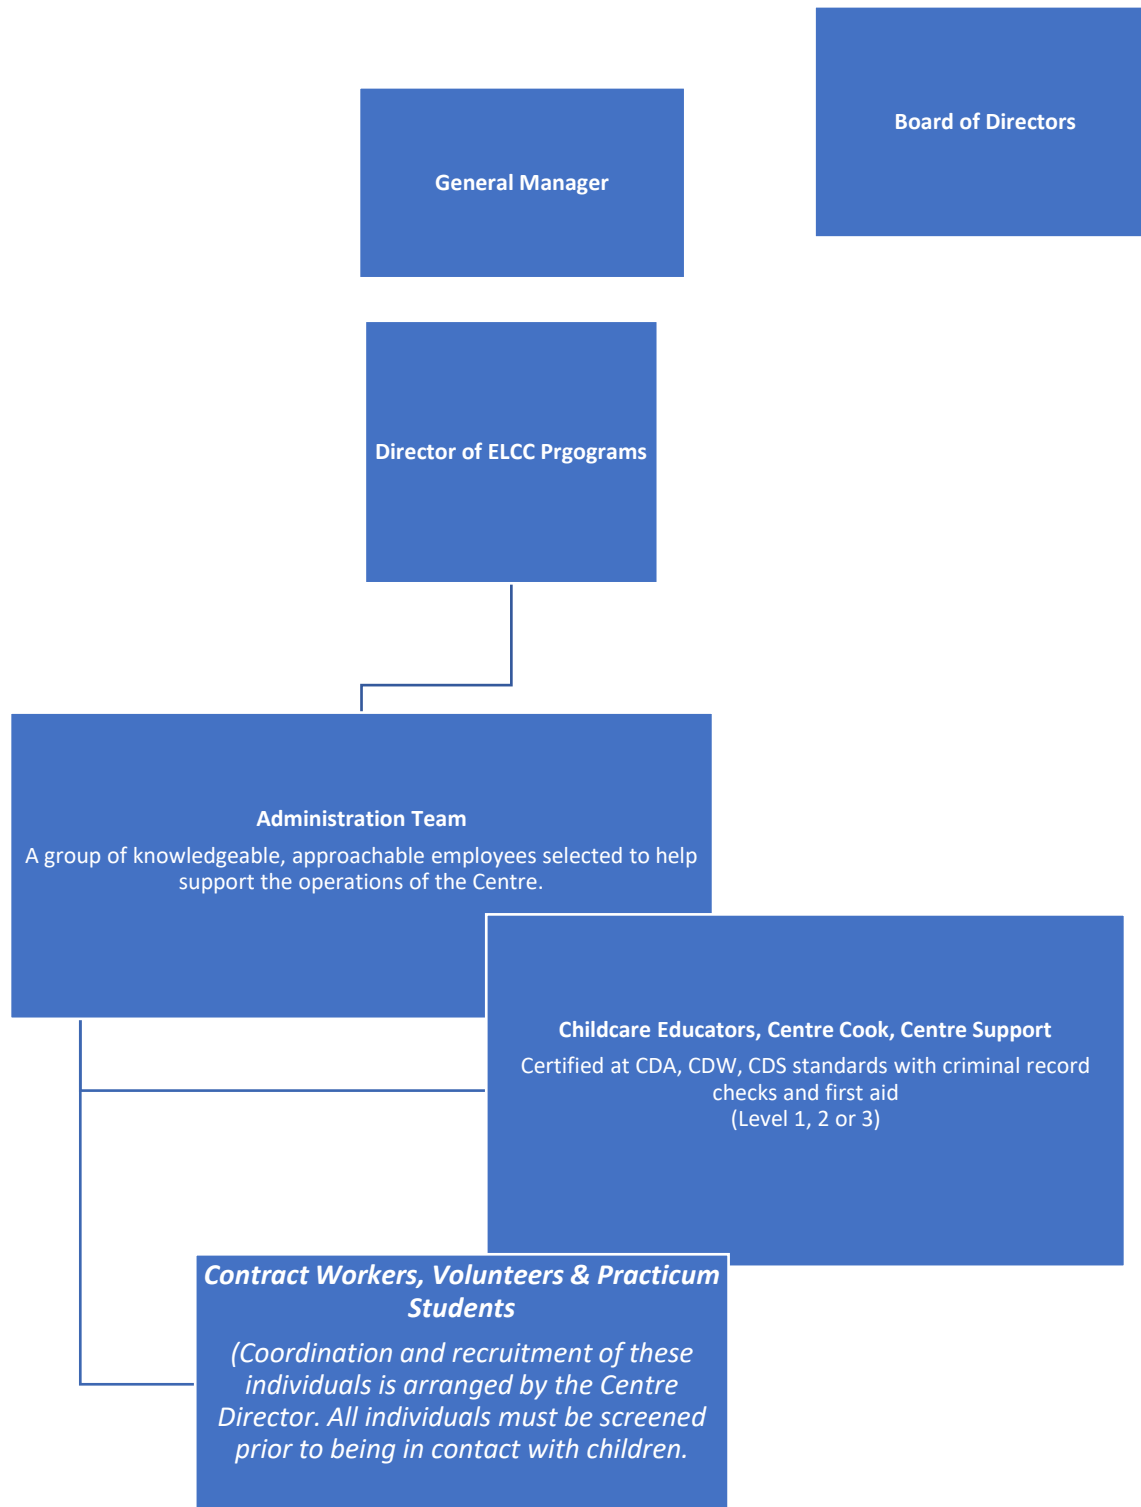 Board of Directors
General Manager
Director of ELCC Prgograms
Administration Team
A group of knowledgeable, approachable employees selected to help
support the operations of the Centre.
Childcare Educators, Centre Cook, Centre Support
Certified at CDA, CDW, CDS standards with criminal record
checks and first aid
(Level 1, 2 or 3)
Contract Workers, Volunteers & Practicum
Students
(Coordination and recruitment of these
individuals is arranged by the Centre
Director. All individuals must be screened
prior to being in contact with children.